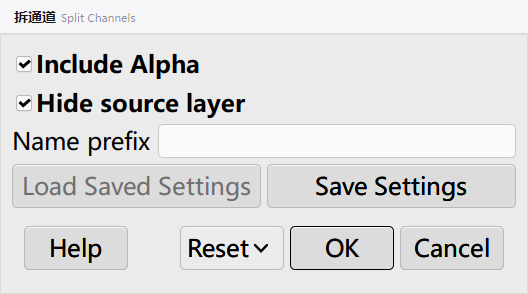 拆通道 Split Channels
Include Alpha
Hide source layer
Name prefix
Load Saved Settings Save Settings
Help Reset OK Cancel